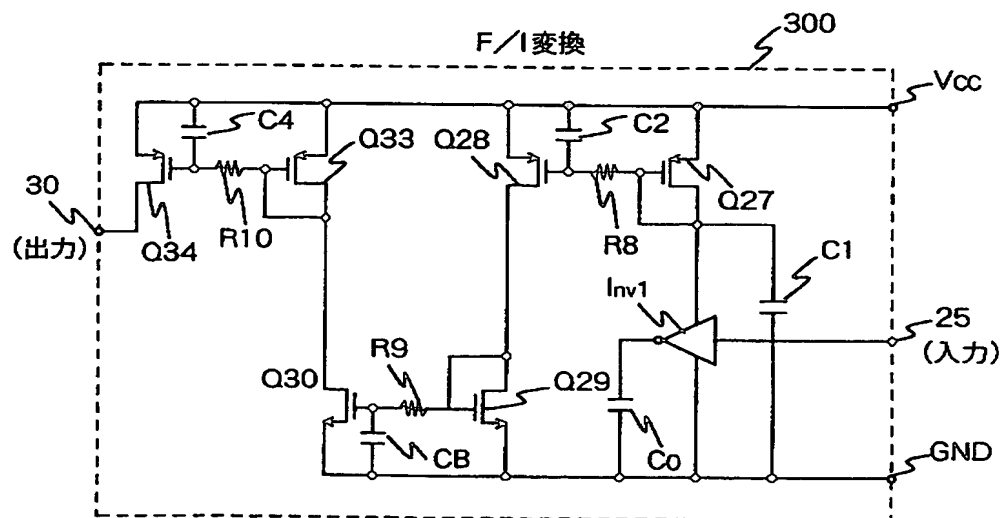 F/I変換
300
Vcc
C4
Q33
Q28
C2
Q27
30
(出力)
Q34
R10
R8
C1
Inv1
25
(入力)
Q30
R9
Q29
CB
Co
GND